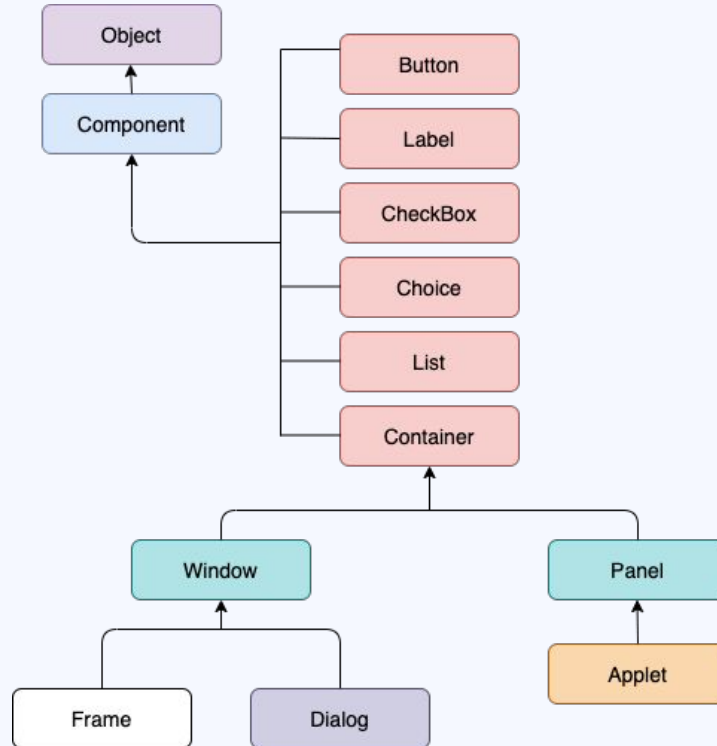 Object
Button
Component
Label
CheckBox
Choice
List
Container
Window
Panel
Applet
Frame
Dialog